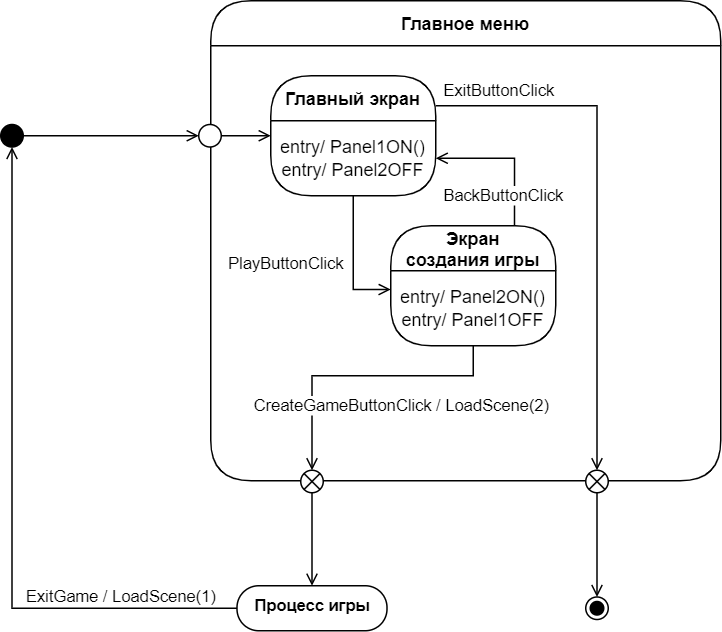 Главное меню
Главный экран
ExitButtonClick
entry/ Panel1ON()
entry/ Panel2OFF
BackButtonClick
PlayButtonClick
Экран
создания игры
entry/ Panel2ON()
entry/ Panel1OFF
CreateGameButtonClick / LoadScene(2)
ExitGame / LoadScene(1)
Процесс игры